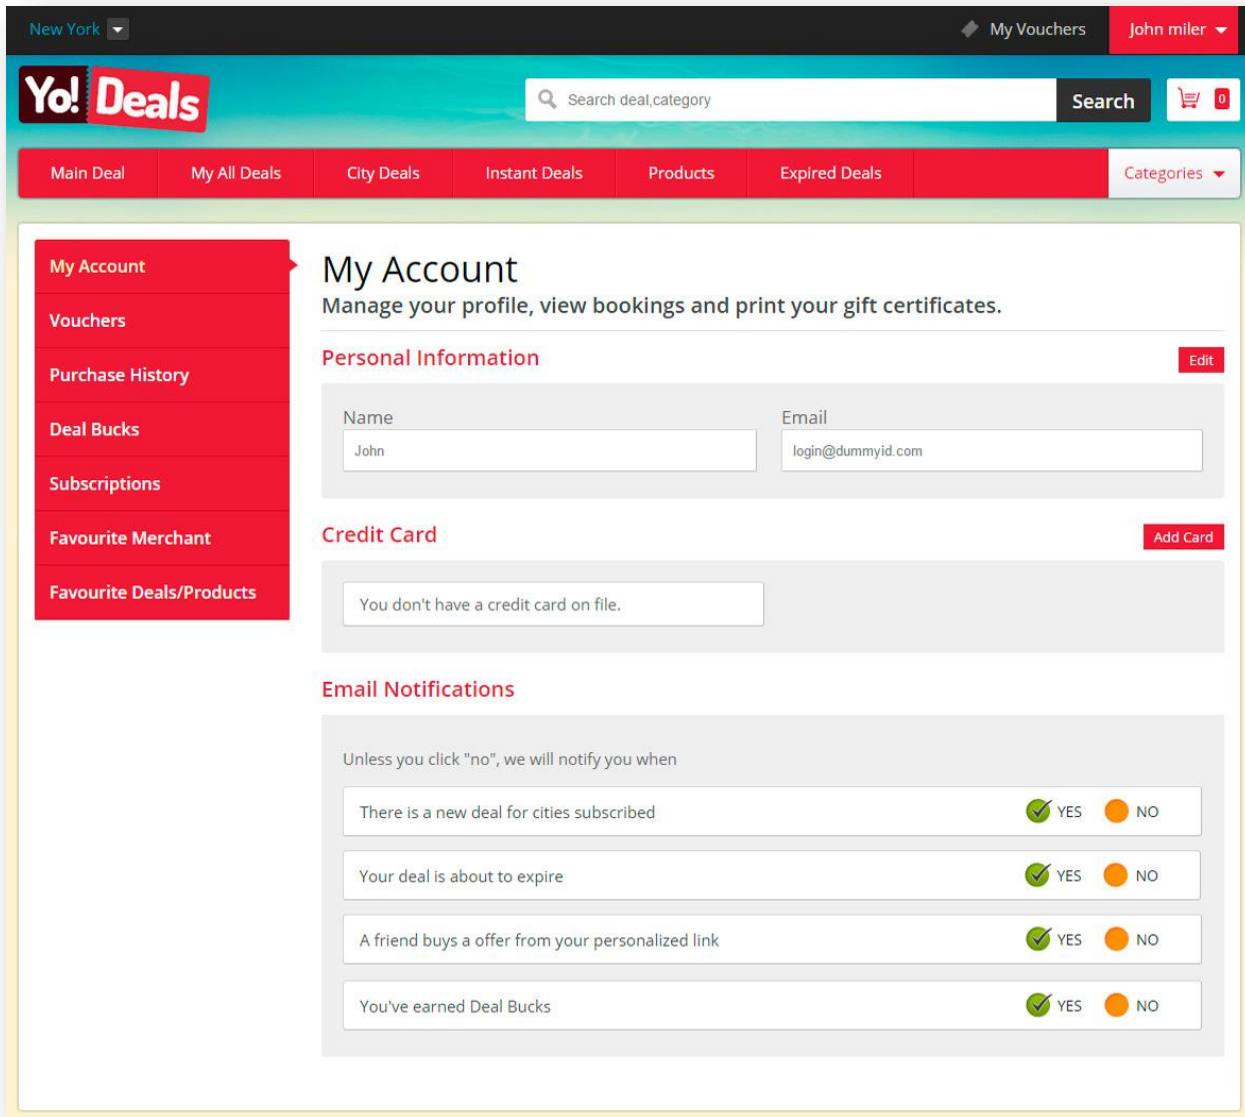 New York
My Vouchers
John miler
Yo! Deals
Search deal,category
Search
0
Main Deal
My All Deals
City Deals
Instant Deals
Products
Expired Deals
Categories
My Account
Vouchers
Purchase History
Deal Bucks
Subscriptions
Favourite Merchant
Favourite Deals/Products
My Account
Manage your profile, view bookings and print your gift certificates.
Personal Information
Edit
Name
Email
John
login@dummyid.com
Credit Card
Add Card
You don't have a credit card on file.
Email Notifications
Unless you click "no", we will notify you when
There is a new deal for cities subscribed YES NO
Your deal is about to expire YES NO
A friend buys a offer from your personalized link YES NO
You've earned Deal Bucks YES NO